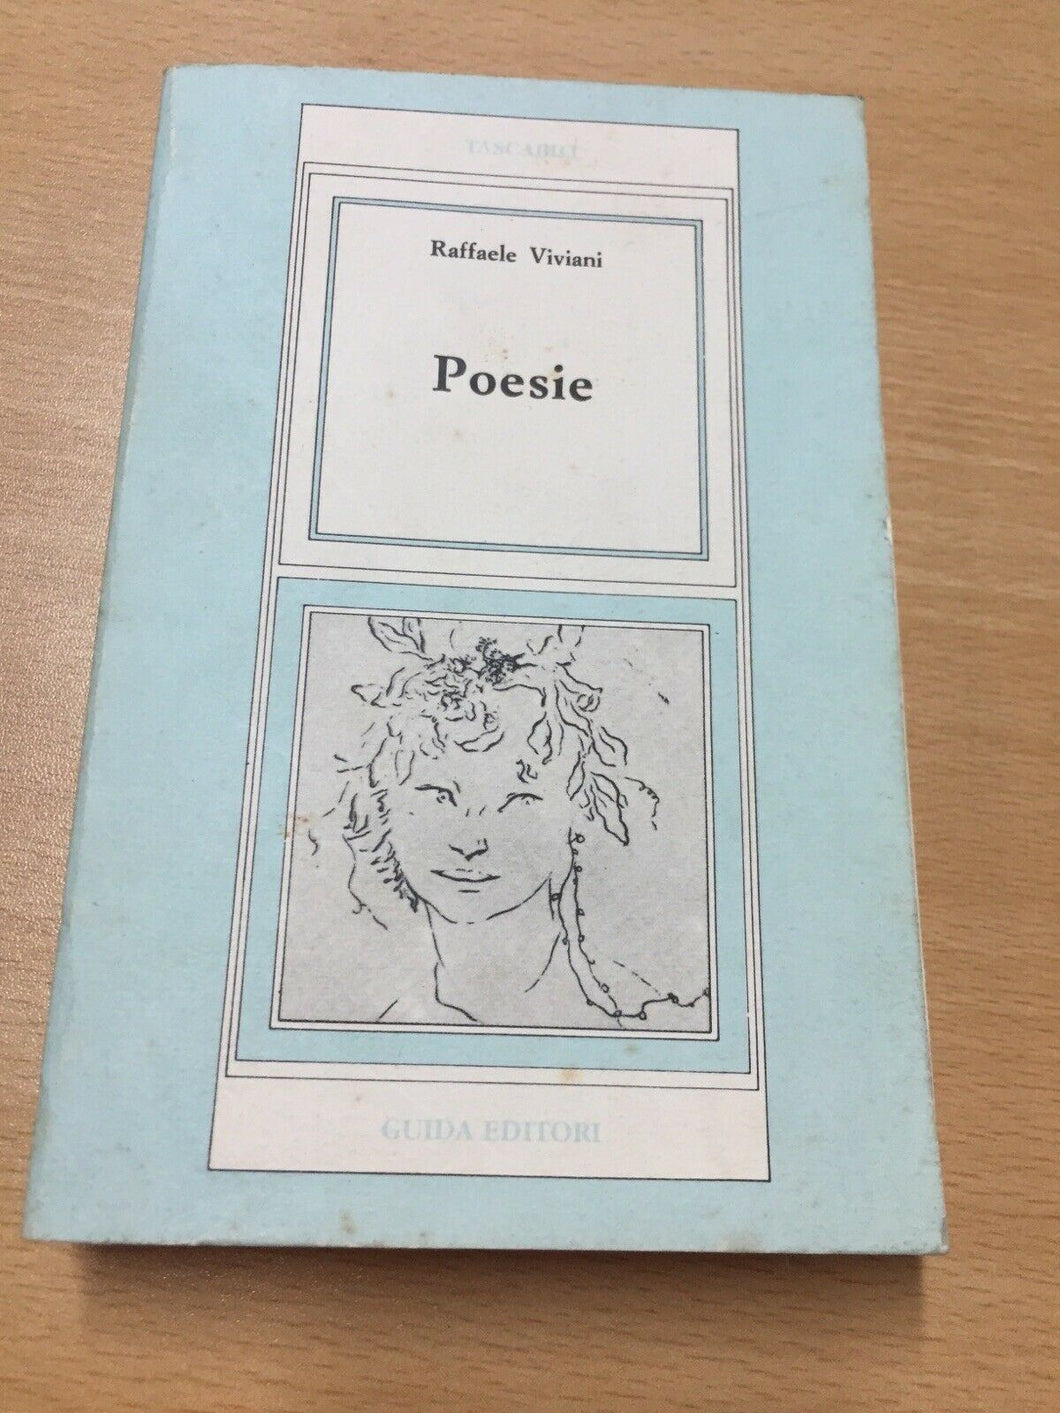 TASCABILI
Raffaele Viviani
Poesie
GUIDA EDITORI